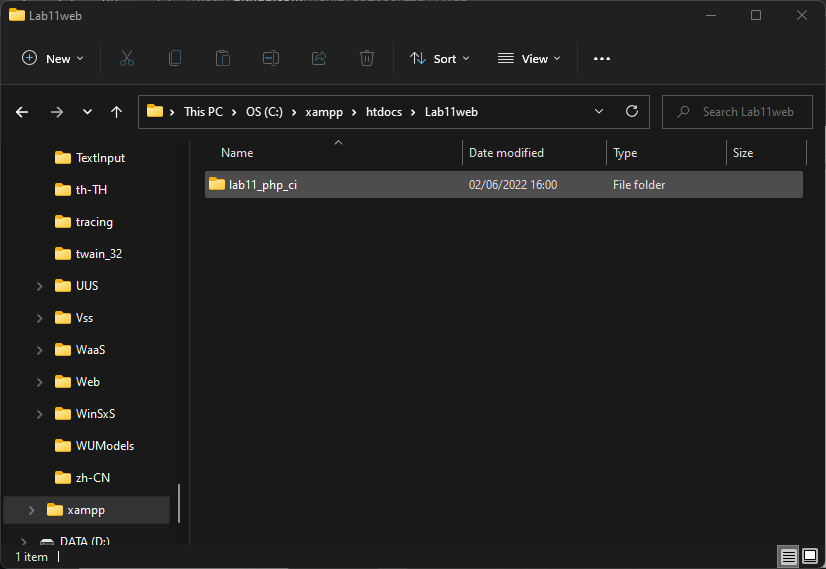 Lab11web
New
Sort
View
This PC
OS (C:)
xampp
htdocs
Lab11web
Search Lab11web
Name
Date modified
Type
Size
lab11_php_ci
02/06/2022 16:00
File folder
TextInput
th-TH
tracing
twain_32
UUS
Vss
WaaS
Web
WinSxS
WUModels
zh-CN
xampp
DATA (D:)
1 item